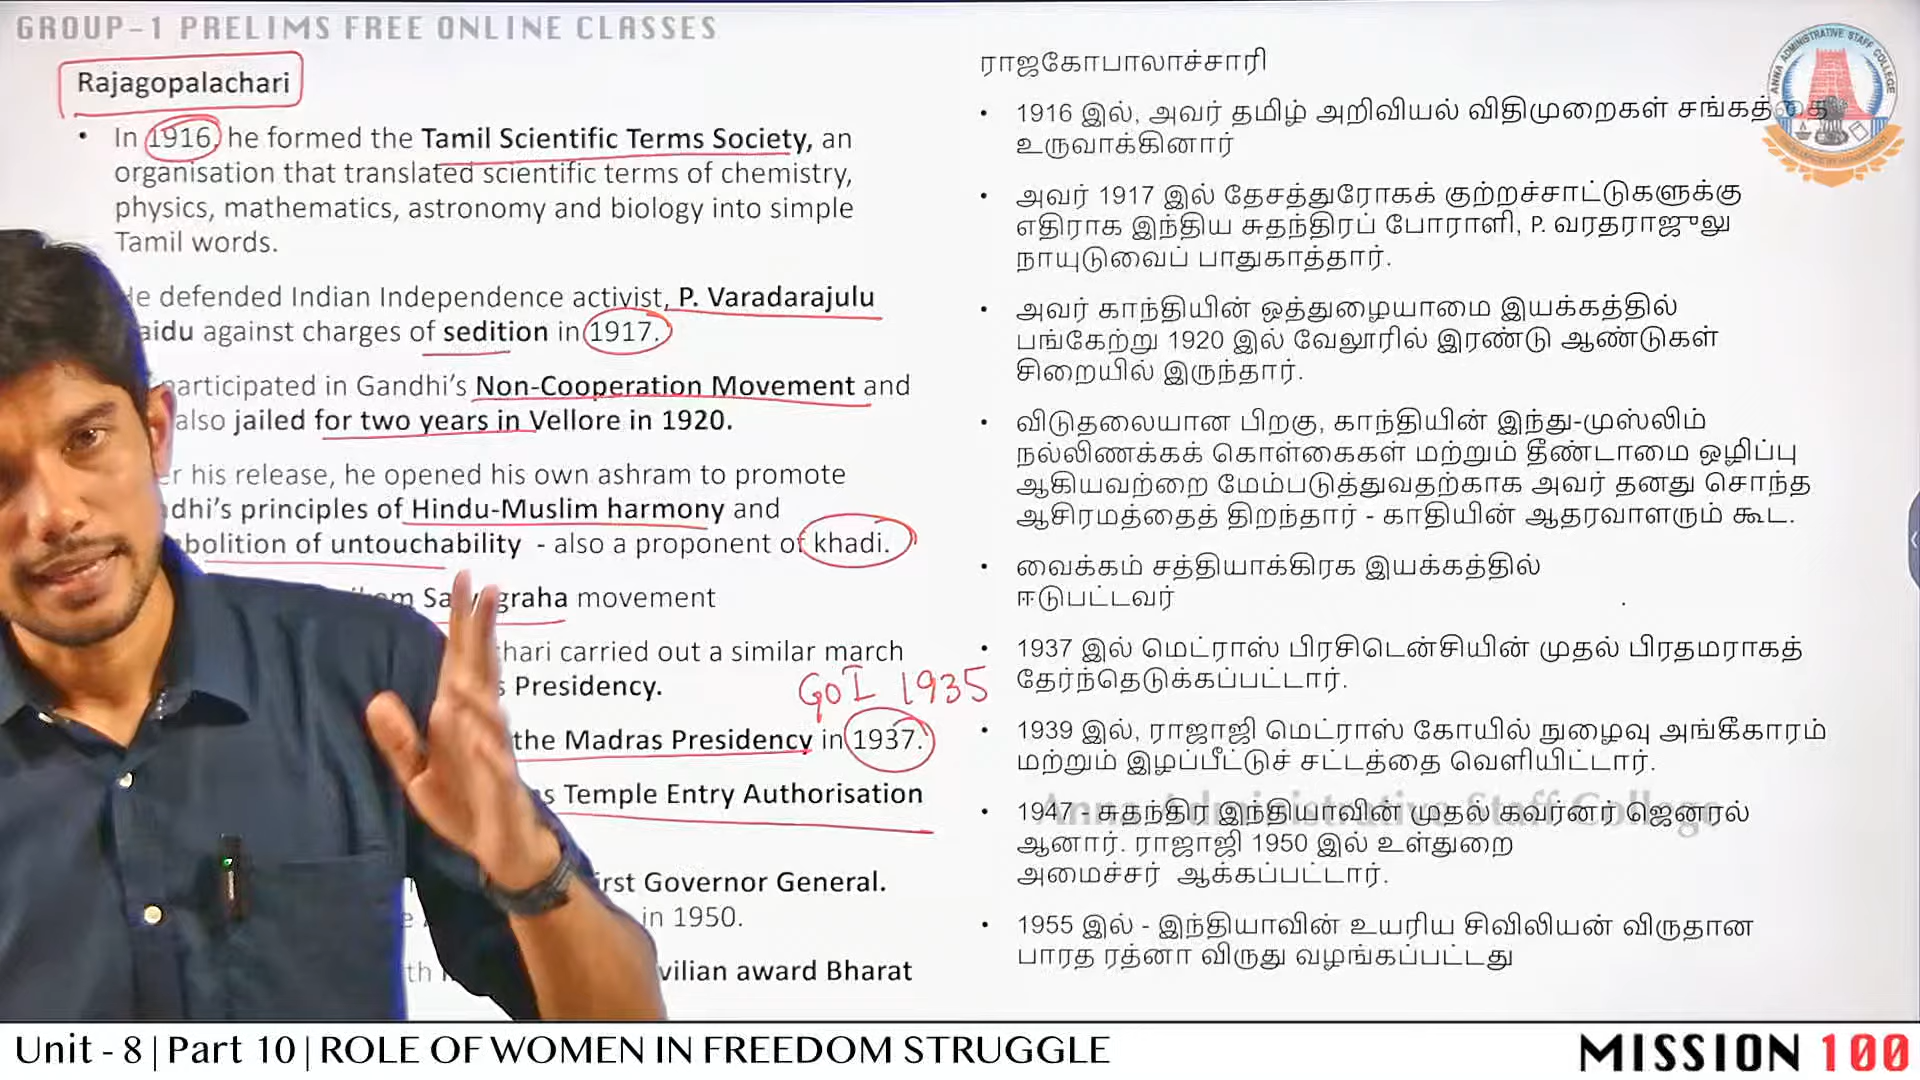 GROUP-1 PRELIMS FREE ONLINE CLASSES
Rajagopalachari
• In 1916, he formed the Tamil Scientific Terms Society, an
organisation that translated scientific terms of chemistry,
physics, mathematics, astronomy and biology into simple
Tamil words.
He defended Indian Independence activist, P. Varadarajulu
aidu against charges of sedition in 1917.
participated in Gandhi's Non-Cooperation Movement and
also jailed for two years in Vellore in 1920.
er his release, he opened his own ashram to promote
dhi's principles of Hindu-Muslim harmony and
bolition of untouchability - also a proponent of khadi.
graha movement
hari carried out a similar march
s Presidency.
GoI 1935
the Madras Presidency in 1937.
s Temple Entry Authorisation
irst Governor General.
in 1950.
vilian award Bharat
ராஜகோபாலாச்சாரி
• 1916 இல், அவர் தமிழ் அறிவியல் விதிமுறைகள் சங்கத்தை
உருவாக்கினார்
• அவர் 1917 இல் தேசத்துரோகக் குற்றச்சாட்டுகளுக்கு
எதிராக இந்திய சுதந்திரப் போராளி, P. வரதராஜுலு
நாயுடுவைப் பாதுகாத்தார்.
• அவர் காந்தியின் ஒத்துழையாமை இயக்கத்தில்
பங்கேற்று 1920 இல் வேலூரில் இரண்டு ஆண்டுகள்
சிறையில் இருந்தார்.
• விடுதலையான பிறகு, காந்தியின் இந்து-முஸ்லிம்
நல்லிணக்கக் கொள்கைகள் மற்றும் தீண்டாமை ஒழிப்பு
ஆகியவற்றை மேம்படுத்துவதற்காக அவர் தனது சொந்த
ஆசிரமத்தைத் திறந்தார் - காதியின் ஆதரவாளரும் கூட.
• வைக்கம் சத்தியாக்கிரக இயக்கத்தில்
ஈடுபட்டவர்
• 1937 இல் மெட்ராஸ் பிரசிடென்சியின் முதல் பிரதமராகத்
தேர்ந்தெடுக்கப்பட்டார்.
• 1939 இல், ராஜாஜி மெட்ராஸ் கோயில் நுழைவு அங்கீகாரம்
மற்றும் இழப்பீட்டுச் சட்டத்தை வெளியிட்டார்.
• 1947 - சுதந்திர இந்தியாவின் முதல் கவர்னர் ஜெனரல்
ஆனார். ராஜாஜி 1950 இல் உள்துறை
அமைச்சர் ஆக்கப்பட்டார்.
• 1955 இல் - இந்தியாவின் உயரிய சிவிலியன் விருதான
பாரத ரத்னா விருது வழங்கப்பட்டது
Anna Administrative Staff College
ANNA ADMINISTRATIVE STAFF COLLEGE
Unit - 8 | Part 10 | ROLE OF WOMEN IN FREEDOM STRUGGLE
MISSION 100